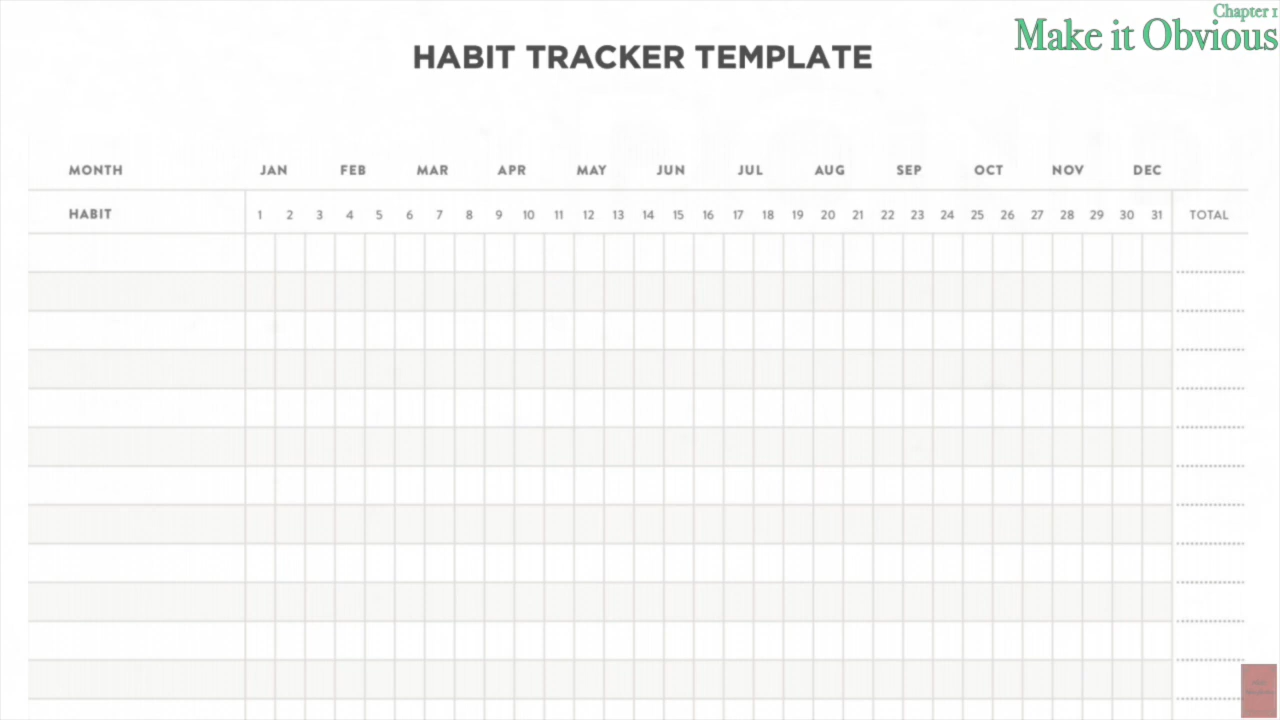 Chapter 1
Make it Obvious
HABIT TRACKER TEMPLATE
MONTH JAN FEB MAR APR MAY JUN JUL AUG SEP OCT NOV DEC
HABIT 1 2 3 4 5 6 7 8 9 10 11 12 13 14 15 16 17 18 19 20 21 22 23 24 25 26 27 28 29 30 31 TOTAL